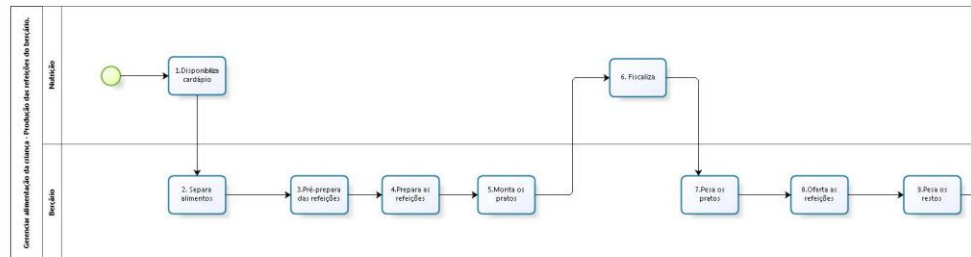 Gerenciar alimentação da criança - Produção das refeições do berçário.
Nutrição
1.Disponibiliza
cardápio
6. Fiscaliza
Berçário
2. Separa
alimentos
3.Pré-prepara
das refeições
4.Prepara as
refeições
5.Monta os
pratos
7.Pesa os
pratos
8.Oferta as
refeições
9.Pesa os
restos